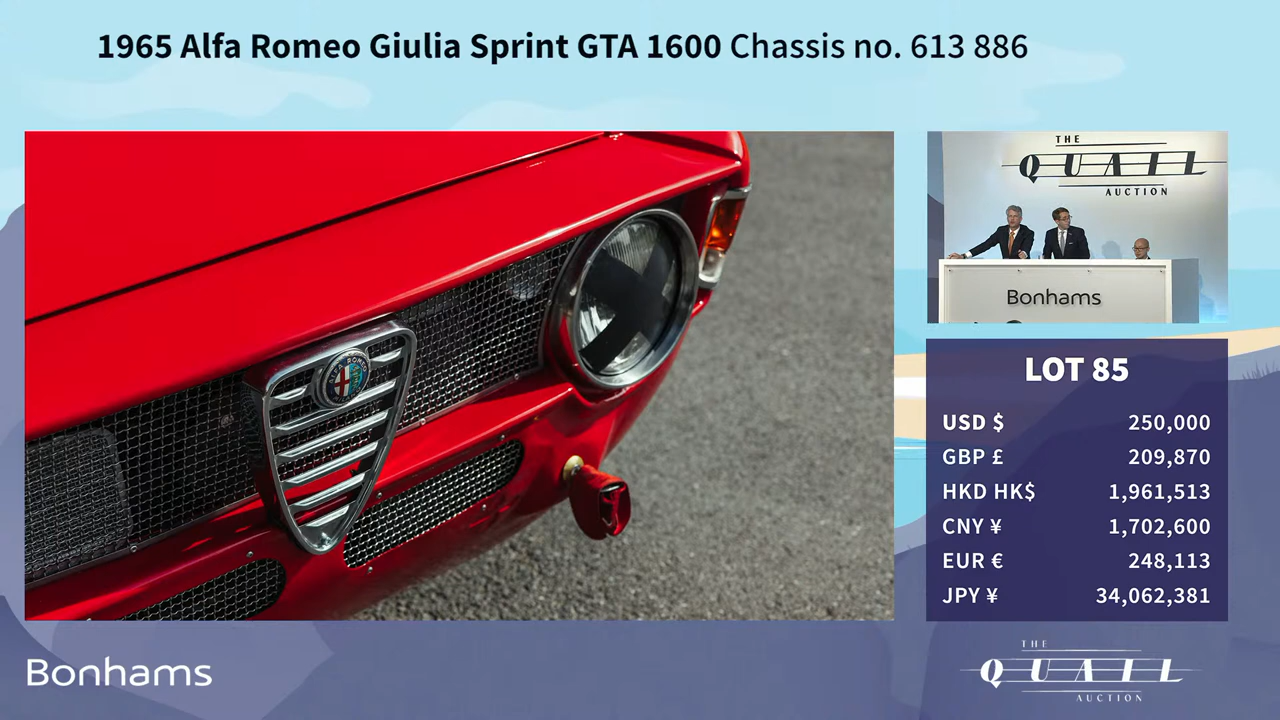 1965 Alfa Romeo Giulia Sprint GTA 1600 Chassis no. 613 886
ALFA ROMEO
THE
QUAIL
AUCTION
Bonhams
LOT 85
USD $ 250,000
GBP £ 209,870
HKD HK$ 1,961,513
CNY ¥ 1,702,600
EUR € 248,113
JPY ¥ 34,062,381
Bonhams
THE
QUAIL
AUCTION